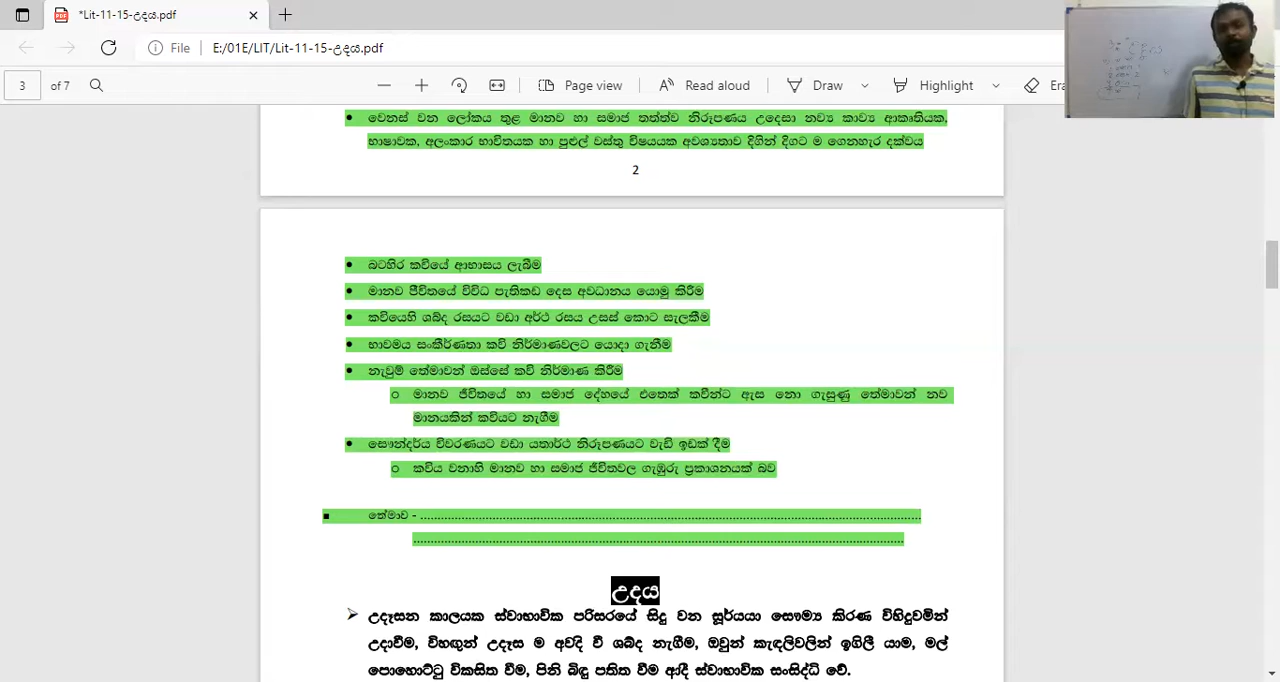 *Lit-11-15-උදය.pdf
File E:/01E/LIT/Lit-11-15-උදය.pdf
3 of 7 Page view Read aloud Draw Highlight Era
වෙනස් වන ලෝකය තුළ මානව හා සමාජ තත්ත්ව නිරූපණය උදෙසා නව්‍ය කාව්‍ය ආකෘතියක,
භාෂාවක, අලංකාර භාවිතයක හා පුළුල් වස්තු විෂයයක අවශ්‍යතාව දිගින් දිගට ම ගෙනහැර දක්වය
2
බටහිර කවියේ ආභාසය ලැබීම
මානව ජීවිතයේ විවිධ පැතිකඩ දෙස අවධානය යොමු කිරීම
කවියෙහි ශබ්ද රසයට වඩා අර්ථ රසය උසස් කොට සැලකීම
භාවමය සංකීර්ණතා කවි නිර්මාණවලට යොදා ගැනීම
නැවුම් තේමාවන් ඔස්සේ කවි නිර්මාණ කිරීම
o මානව ජීවිතයේ හා සමාජ දේහයේ එතෙක් කවීන්ට ඇස නො ගැසුණු තේමාවන් නව
මානයකින් කවියට නැගීම
සෞන්දර්ය විවරණයට වඩා යතාර්ථ නිරූපණයට වැඩි ඉඩක් දීම
o කවිය වනාහි මානව හා සමාජ ජීවිතවල ගැඹුරු ප්‍රකාශනයක් බව
තේමාව - ........................................................................................................................
.............................................................................................................................
උදය
උදෑසන කාලයක ස්වාභාවික පරිසරයේ සිදු වන සූර්යයා සෞම්‍ය කිරණ විහිදුවමින්
උදාවීම, විහඟුන් උදෑස ම අවදි වී ශබ්ද නැගීම, ඔවුන් කැඳලිවලින් ඉගිලී යාම, මල්
පොහොට්ටු විකසිත වීම, පිනි බිඳු පතිත වීම ආදී ස්වාභාවික සංසිද්ධි වේ.